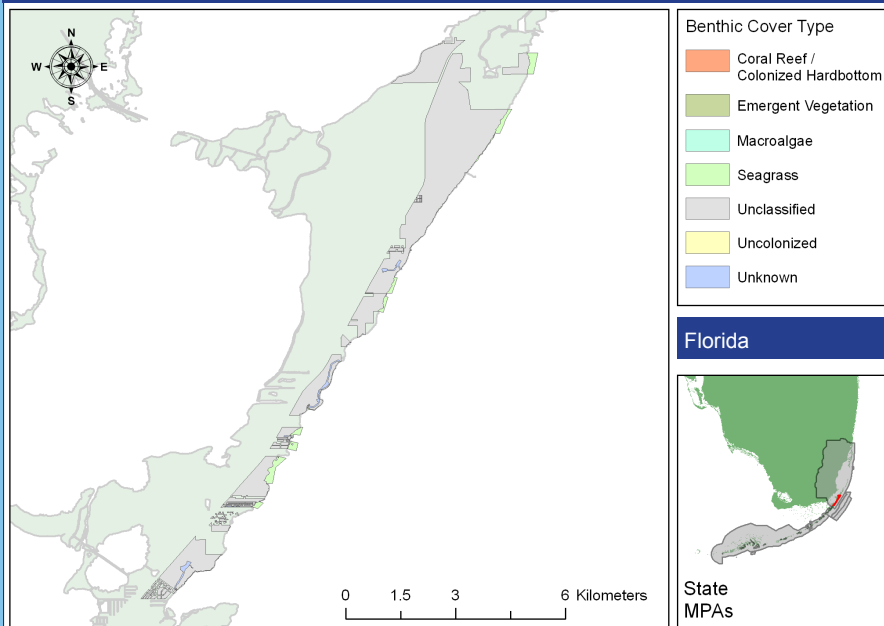 N
W E
S
0 1.5 3 6 Kilometers
Benthic Cover Type
Coral Reef /
Colonized Hardbottom
Emergent Vegetation
Macroalgae
Seagrass
Unclassified
Uncolonized
Unknown
Florida
State
MPAs